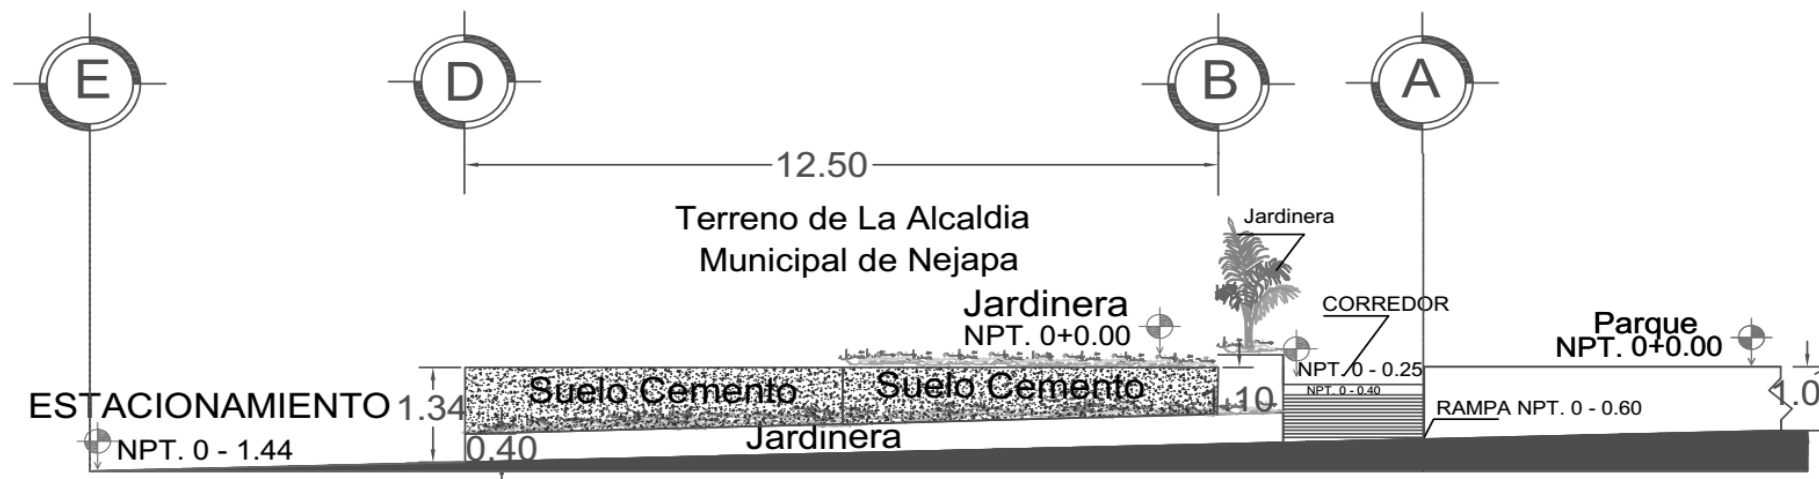 E D B A
12.50
Terreno de La Alcaldia
Municipal de Nejapa
Jardinera
Jardinera
NPT. 0+0.00
CORREDOR
Parque
NPT. 0+0.00
NPT. 0 - 0.25
NPT. 0 - 0.40
Suelo Cemento
Suelo Cemento
ESTACIONAMIENTO
1.34
10
1.0
RAMPA NPT. 0 - 0.60
Jardinera
NPT. 0 - 1.44
0.40